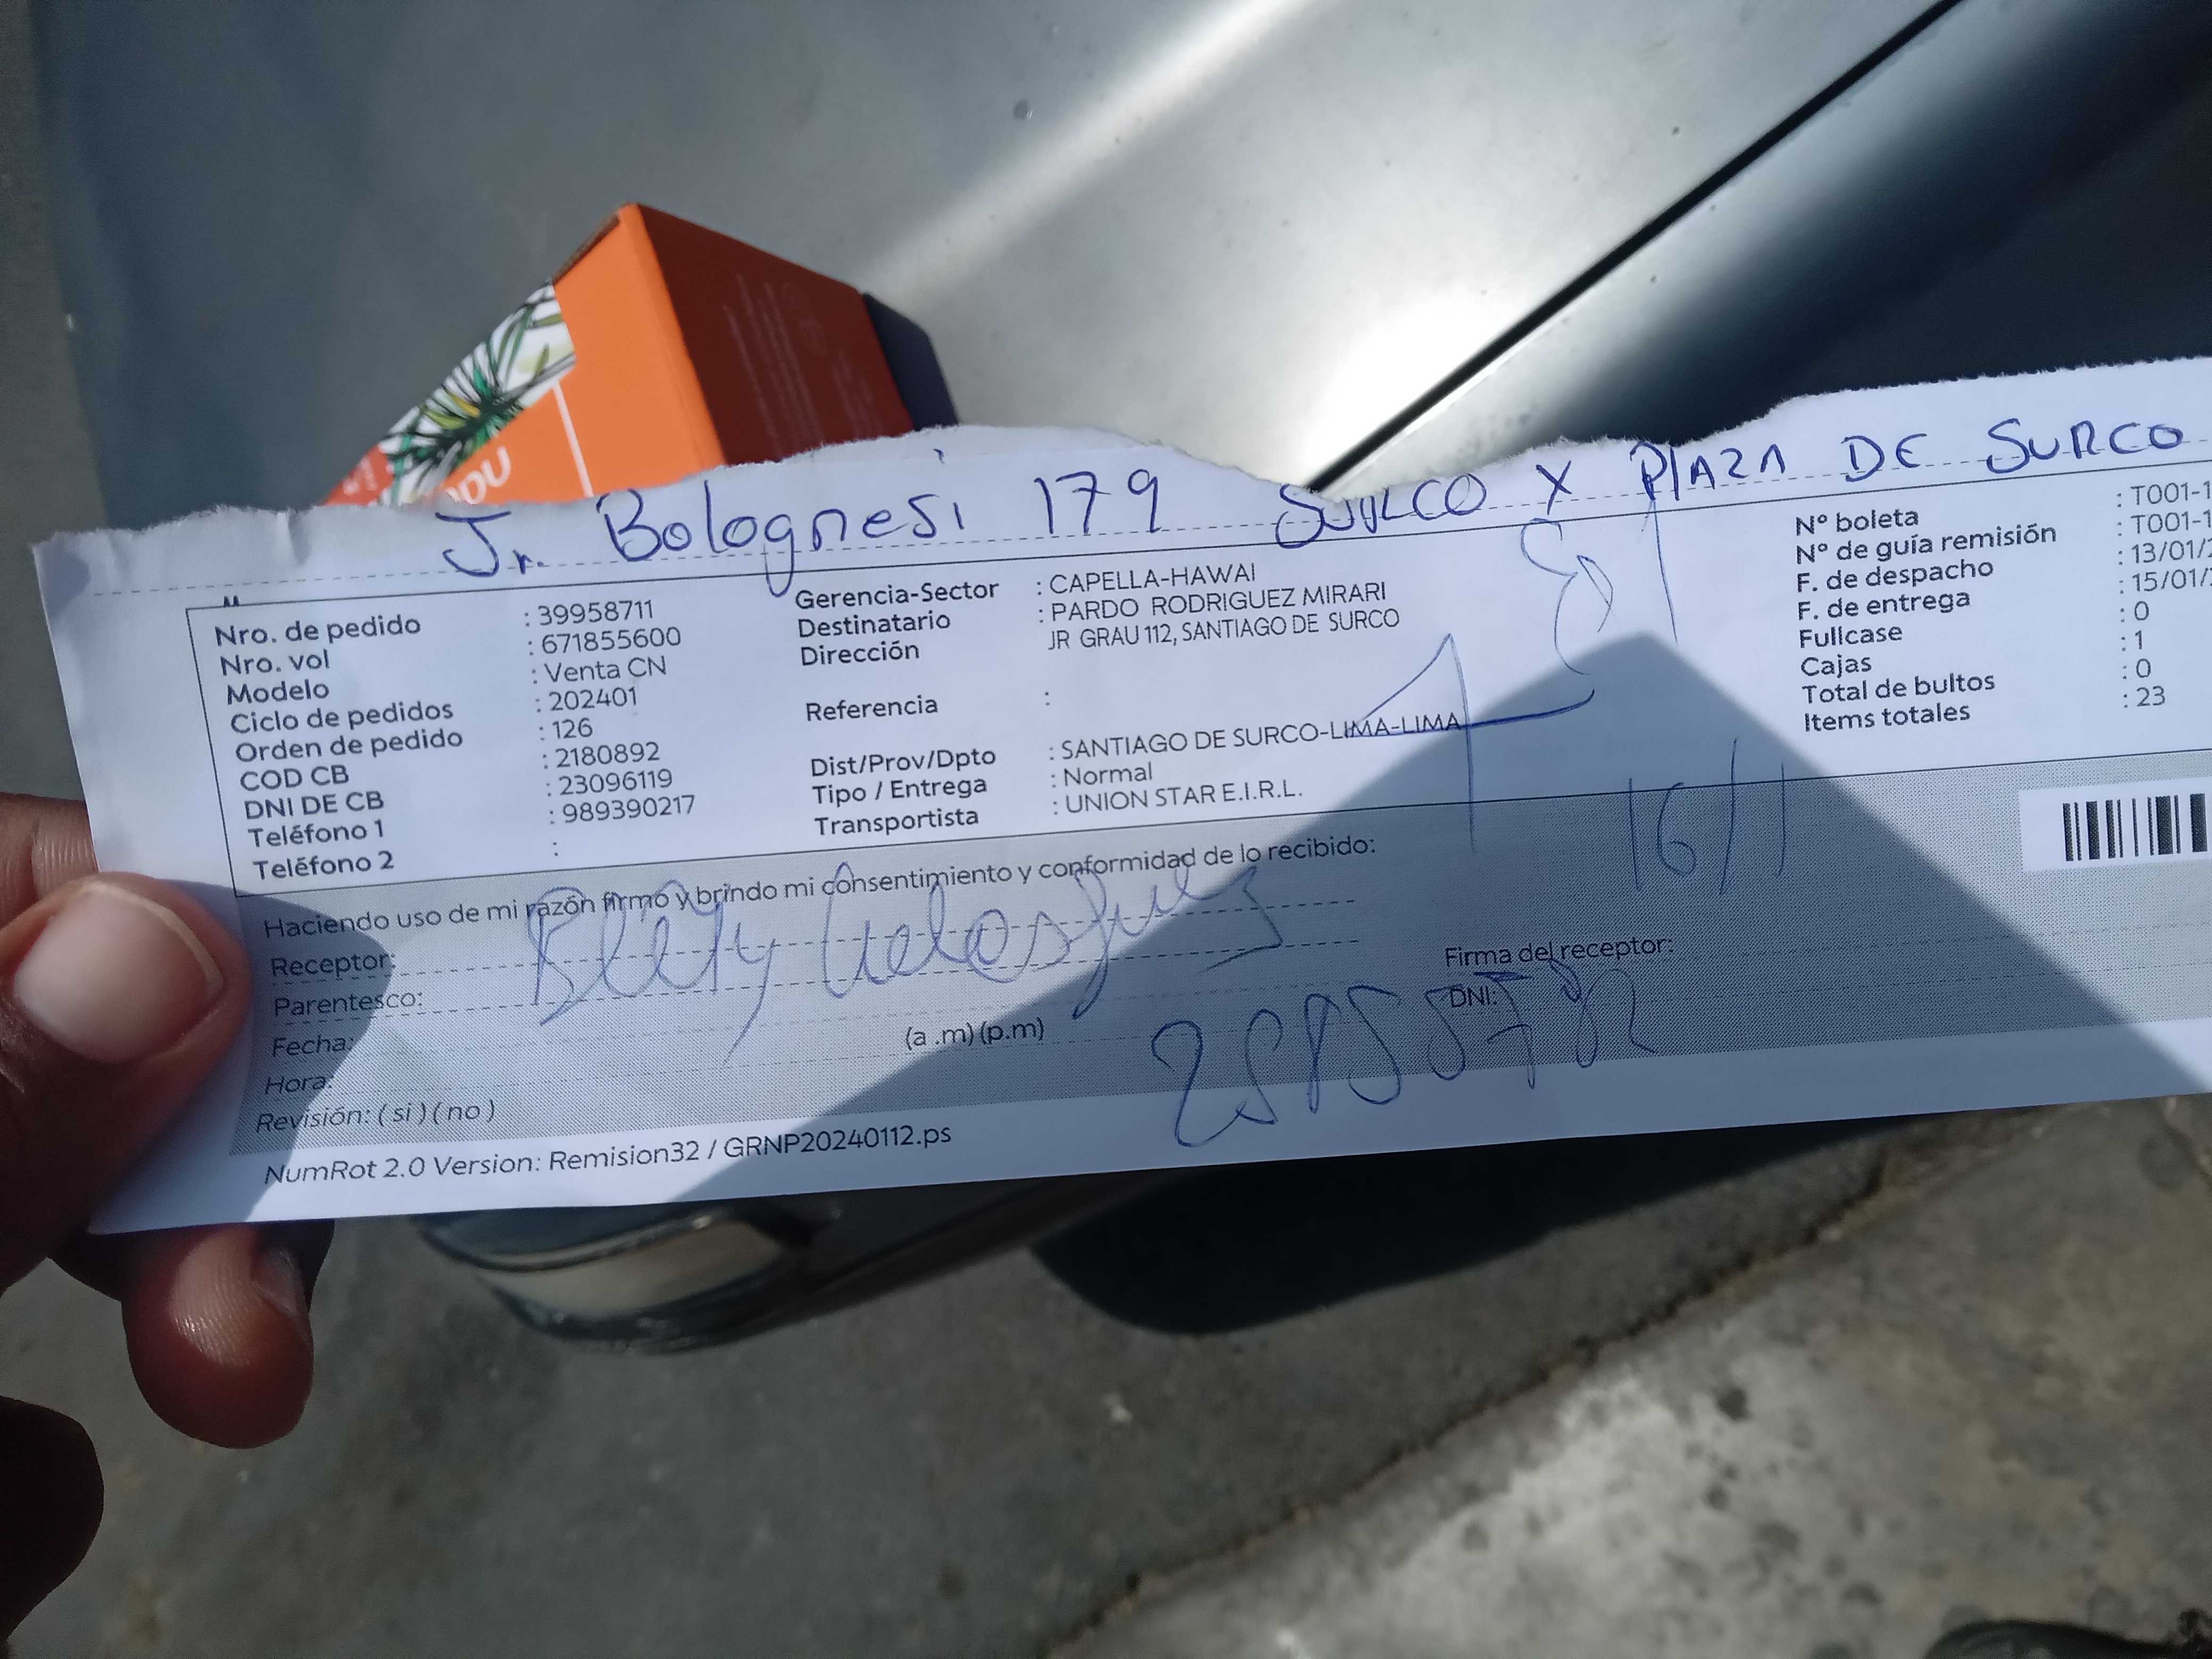 DU
Jr. Bolognesi 179 SURCO X PlAZA DE SURCO
Nro. de pedido : 39958711
Nro. vol : 671855600
Modelo : Venta CN
Ciclo de pedidos : 202401
Orden de pedido : 126
COD CB : 2180892
DNI DE CB : 23096119
Teléfono 1 : 989390217
Teléfono 2 :
Gerencia-Sector : CAPELLA-HAWAI
Destinatario : PARDO RODRIGUEZ MIRARI
Dirección JR GRAU 112, SANTIAGO DE SURCO
Referencia :
Dist/Prov/Dpto : SANTIAGO DE SURCO-LIMA-LIMA
Tipo / Entrega : Normal
Transportista : UNION STAR E.I.R.L.
N° boleta : T001-1
N° de guía remisión : T001-1
F. de despacho : 13/01/2
F. de entrega : 15/01/2
Fullcase : 0
Cajas : 1
Total de bultos : 0
Items totales : 23
16/1
Haciendo uso de mi razón firmo y brindo mi consentimiento y conformidad de lo recibido:
Receptor:
Parentesco:
Fecha:
Hora: (a .m) (p.m)
Revisión: ( si ) ( no )
Firma del receptor:
DNI:
NumRot 2.0 Version: Remision32 / GRNP20240112.ps